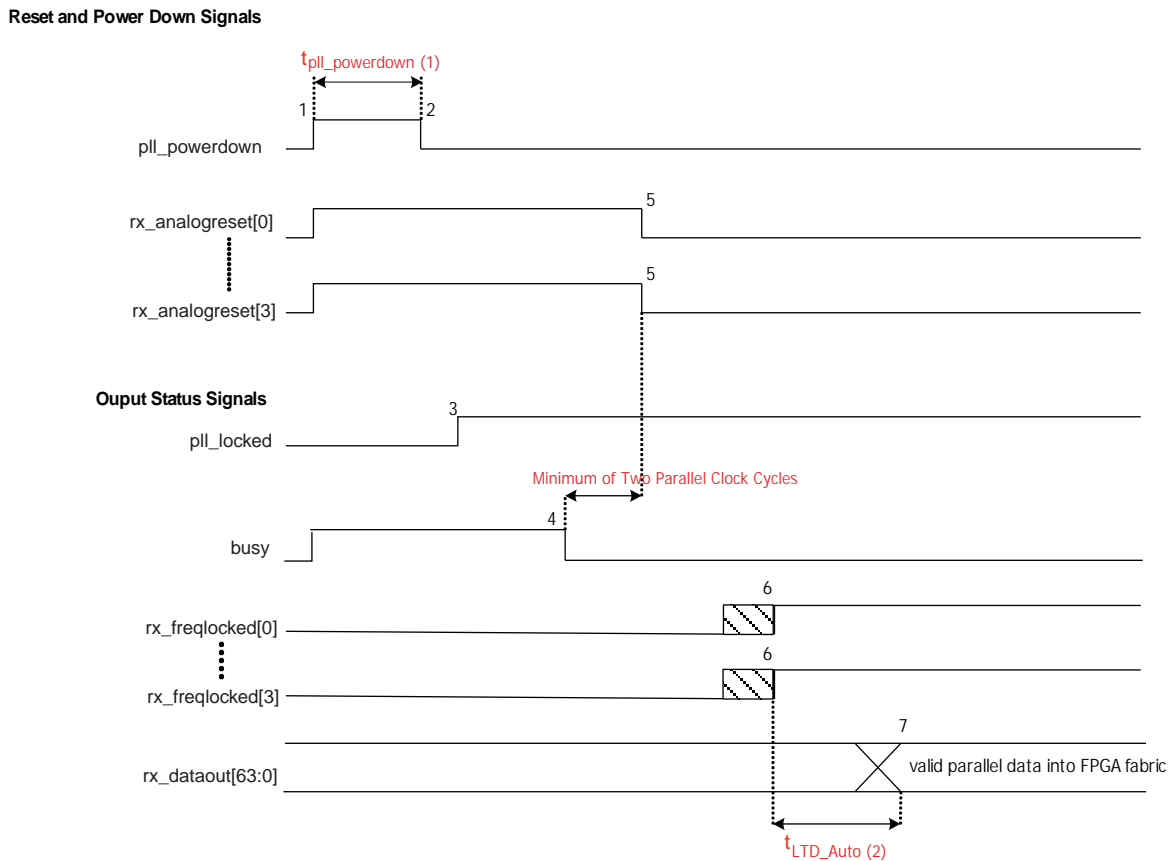 Reset and Power Down Signals
tpll_powerdown (1)
1
2
pll_powerdown
5
rx_analogreset[0]
5
rx_analogreset[3]
Ouput Status Signals
3
pll_locked
Minimum of Two Parallel Clock Cycles
4
busy
6
rx_freqlocked[0]
6
rx_freqlocked[3]
7
rx_dataout[63:0]
valid parallel data into FPGA fabric
tLTD_Auto (2)